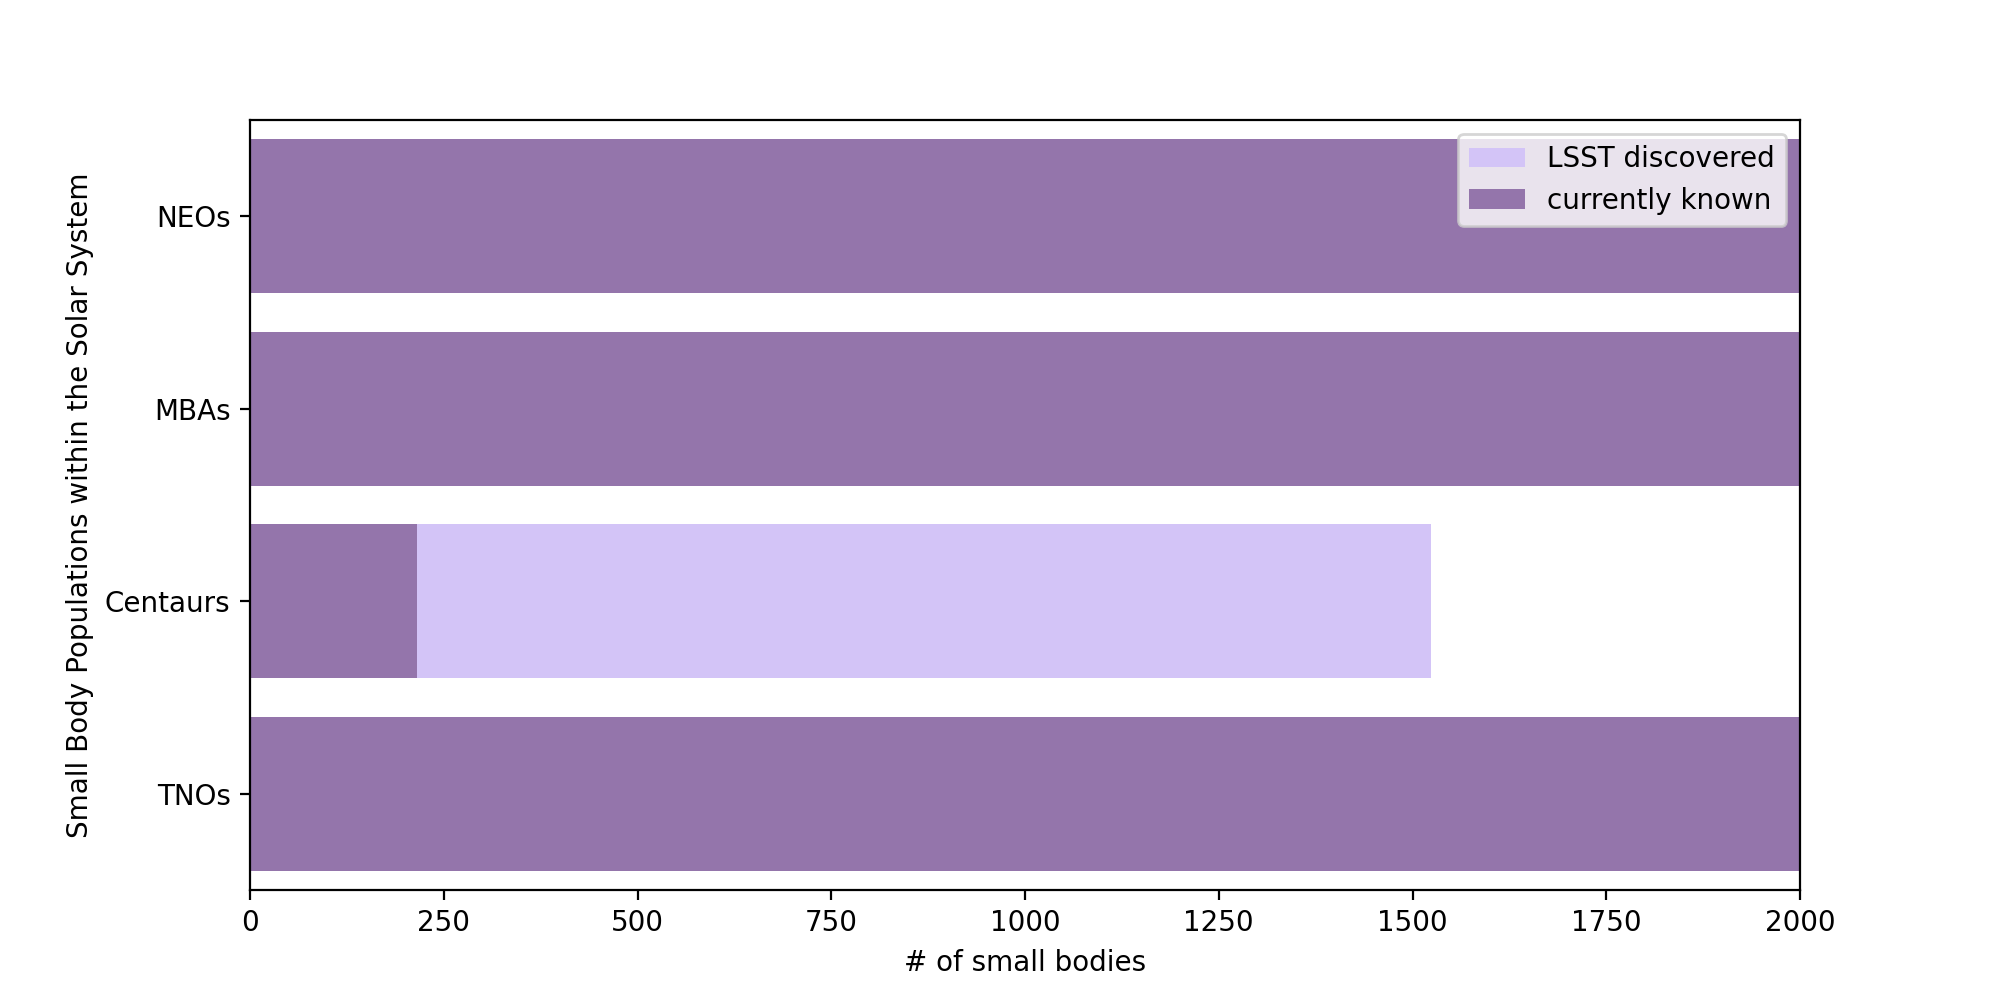 LSST discovered
currently known
NEOs
MBAs
Centaurs
TNOs
Small Body Populations within the Solar System
0 250 500 750 1000 1250 1500 1750 2000
# of small bodies